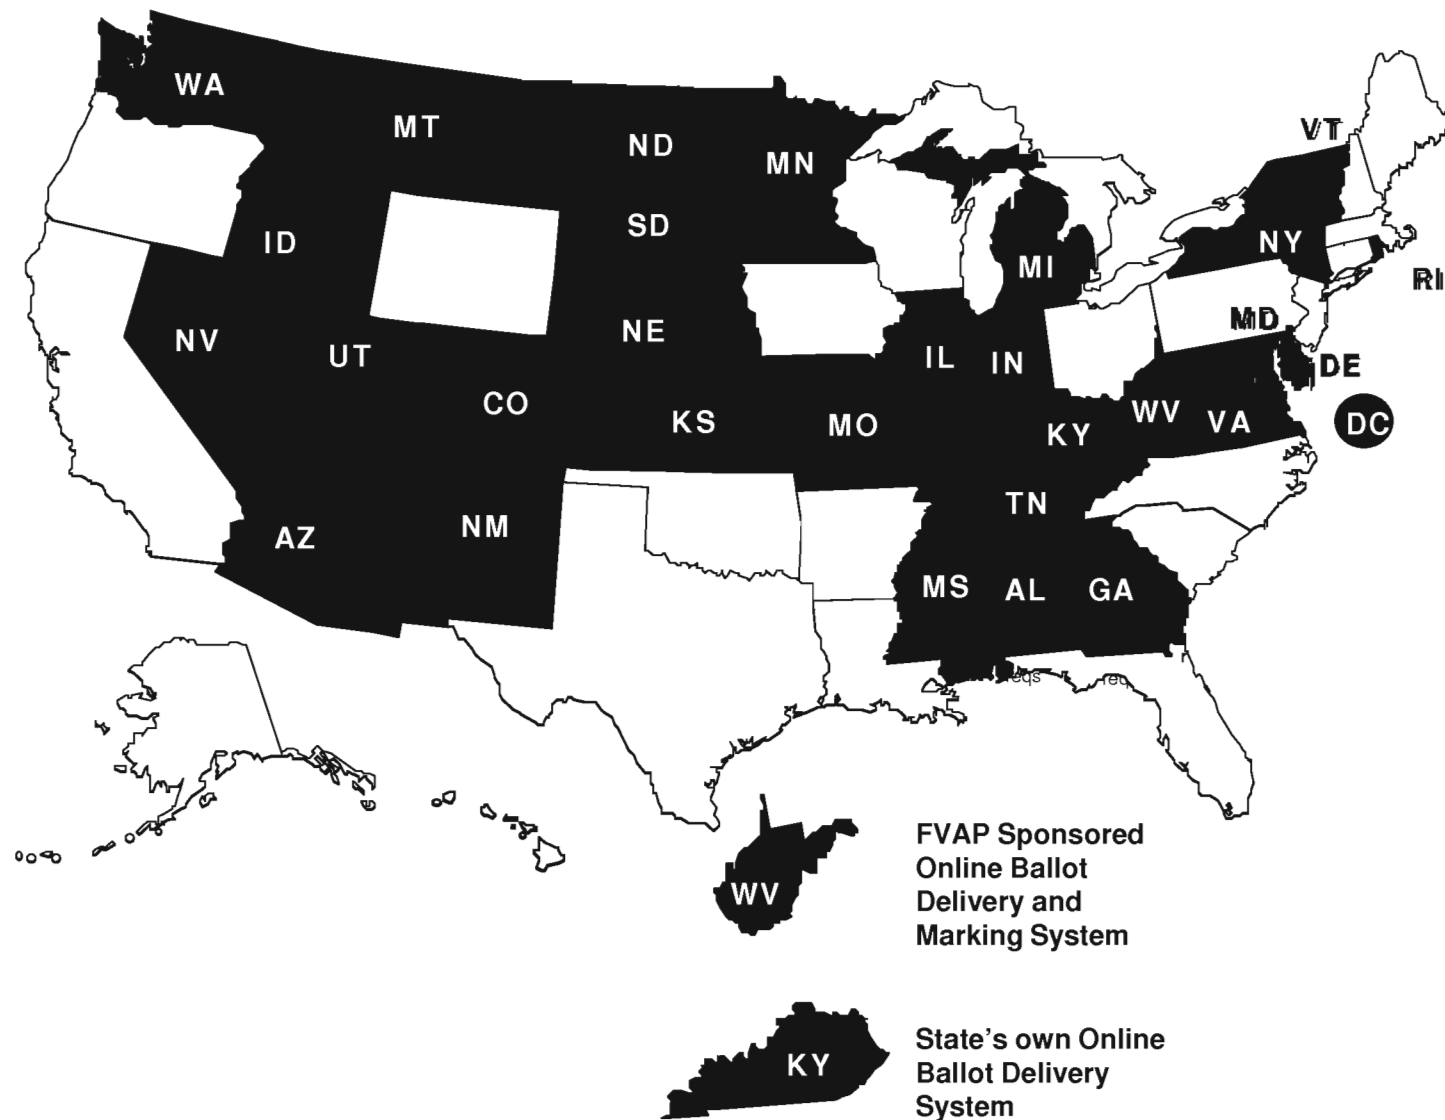 WA
MT
ND
MN
VT
ID
SD
NY
MI
RI
NV
UT
NE
IL
IN
MD
DE
CO
KS
MO
KY
WV
VA
DC
AZ
NM
TN
MS
AL
GA
reqs
req
WV
FVAP Sponsored
Online Ballot
Delivery and
Marking System
KY
State's own Online
Ballot Delivery
System